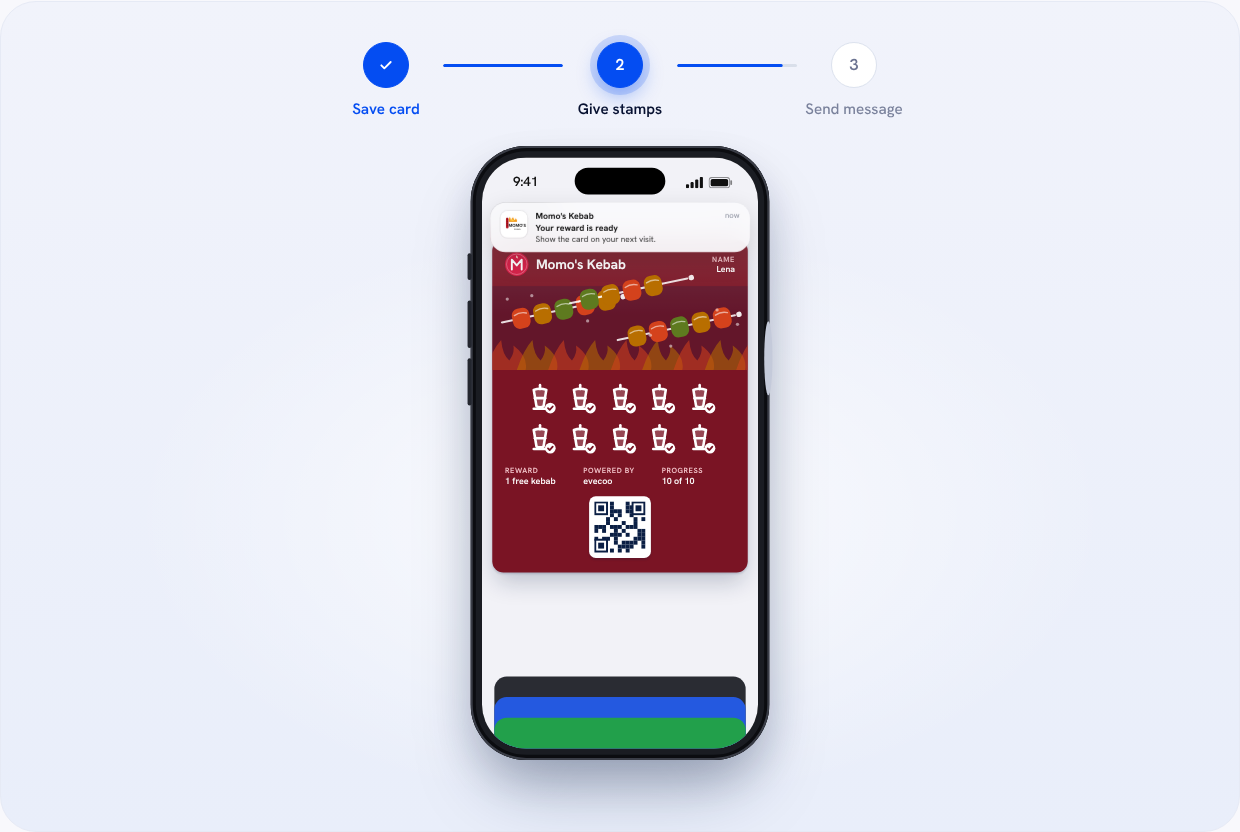 2
3
Save card
Give stamps
Send message
9:41
MOMO'S
Momo's Kebab
now
Your reward is ready
Show the card on your next visit.
M Momo's Kebab
NAME
Lena
REWARD
POWERED BY
PROGRESS
1 free kebab
evecoo
10 of 10